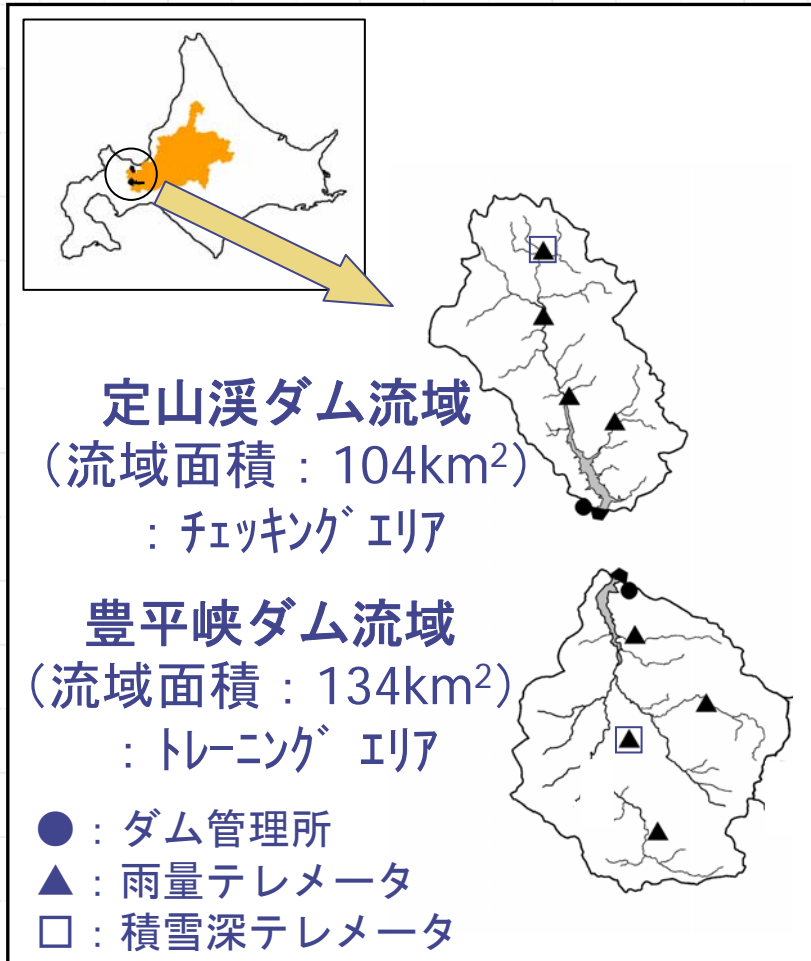 定山渓ダム流域
（流域面積：104km²）
：ﾁｪｯｷﾝｸﾞ ｴﾘｱ
豊平峡ダム流域
（流域面積：134km²）
：ﾄﾚｰﾆﾝｸﾞ ｴﾘｱ
●：ダム管理所
▲：雨量テレメータ
□：積雪深テレメータ